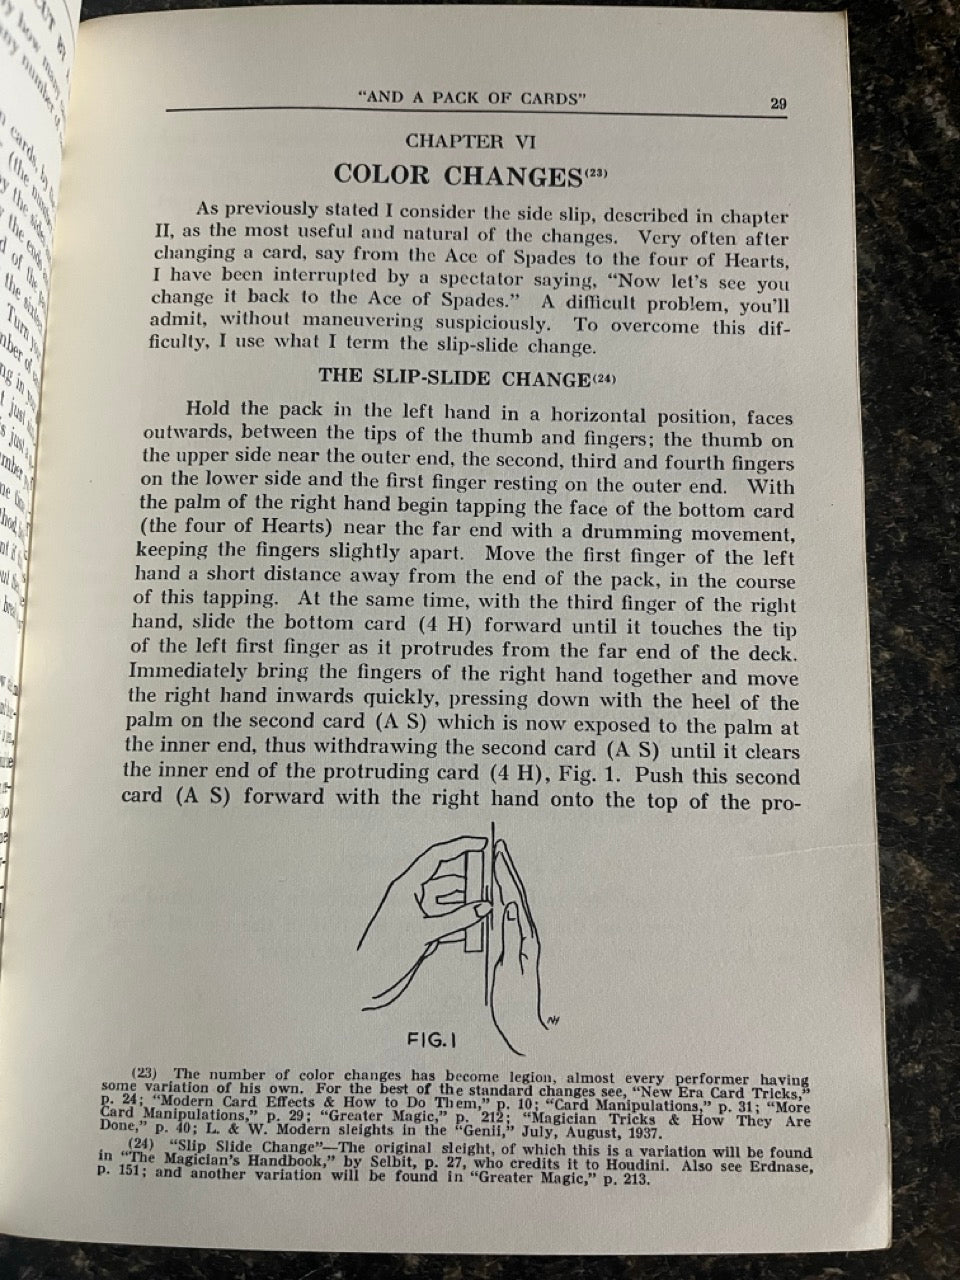 "AND A PACK OF CARDS" 29
CHAPTER VI
COLOR CHANGES(23)
As previously stated I consider the side slip, described in chapter
II, as the most useful and natural of the changes. Very often after
changing a card, say from the Ace of Spades to the four of Hearts,
I have been interrupted by a spectator saying, "Now let's see you
change it back to the Ace of Spades." A difficult problem, you'll
admit, without maneuvering suspiciously. To overcome this dif-
ficulty, I use what I term the slip-slide change.
THE SLIP-SLIDE CHANGE(24)
Hold the pack in the left hand in a horizontal position, faces
outwards, between the tips of the thumb and fingers; the thumb on
the upper side near the outer end, the second, third and fourth fingers
on the lower side and the first finger resting on the outer end. With
the palm of the right hand begin tapping the face of the bottom card
(the four of Hearts) near the far end with a drumming movement,
keeping the fingers slightly apart. Move the first finger of the left
hand a short distance away from the end of the pack, in the course
of this tapping. At the same time, with the third finger of the right
hand, slide the bottom card (4 H) forward until it touches the tip
of the left first finger as it protrudes from the far end of the deck.
Immediately bring the fingers of the right hand together and move
the right hand inwards quickly, pressing down with the heel of the
palm on the second card (A S) which is now exposed to the palm at
the inner end, thus withdrawing the second card (A S) until it clears
the inner end of the protruding card (4 H), Fig. 1. Push this second
card (A S) forward with the right hand onto the top of the pro-
NH
FIG. 1
(23) The number of color changes has become legion, almost every performer having
some variation of his own. For the best of the standard changes see, "New Era Card Tricks,"
p. 24; "Modern Card Effects & How to Do Them," p. 10; "Card Manipulations," p. 31; "More
Card Manipulations," p. 29; "Greater Magic," p. 212; "Magician Tricks & How They Are
Done," p. 40; L. & W. Modern sleights in the "Genii," July, August, 1937.
(24) "Slip Slide Change"—The original sleight, of which this is a variation will be found
in "The Magician's Handbook," by Selbit, p. 27, who credits it to Houdini. Also see Erdnase,
p. 151; and another variation will be found in "Greater Magic," p. 213.